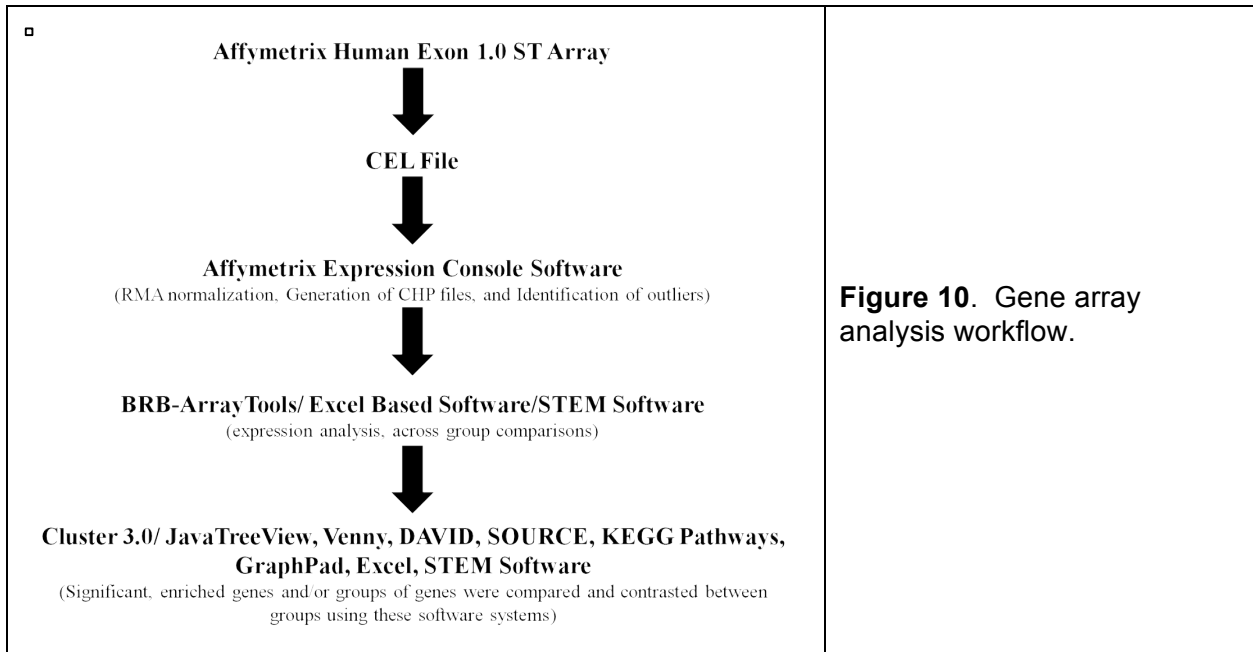 Affymetrix Human Exon 1.0 ST Array
CEL File
Affymetrix Expression Console Software
(RMA normalization, Generation of CHP files, and Identification of outliers)
BRB-ArrayTools/ Excel Based Software/STEM Software
(expression analysis, across group comparisons)
Cluster 3.0/ JavaTreeView, Venny, DAVID, SOURCE, KEGG Pathways,
GraphPad, Excel, STEM Software
(Significant, enriched genes and/or groups of genes were compared and contrasted between
groups using these software systems)
Figure 10.  Gene array
analysis workflow.